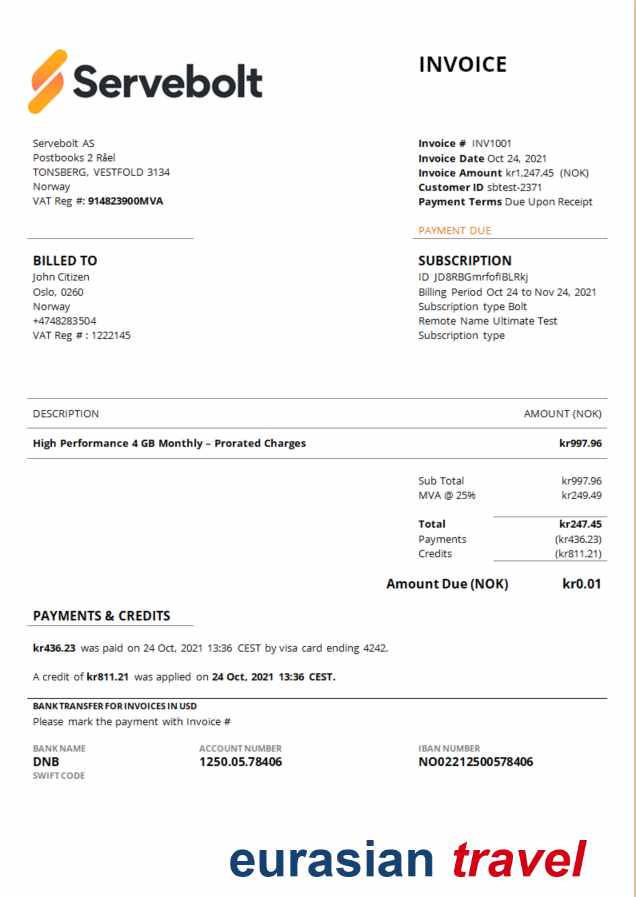 Servebolt
INVOICE
Servebolt AS
Postbooks 2 Råel
TONSBERG, VESTFOLD 3134
Norway
VAT Reg #: 914823900MVA
Invoice # INV1001
Invoice Date Oct 24, 2021
Invoice Amount kr1,247.45 (NOK)
Customer ID sbtest-2371
Payment Terms Due Upon Receipt
PAYMENT DUE
BILLED TO
John Citizen
Oslo, 0260
Norway
+4748283504
VAT Reg # : 1222145
SUBSCRIPTION
ID JD8RBGmrfofiBLRkj
Billing Period Oct 24 to Nov 24, 2021
Subscription type Bolt
Remote Name Ultimate Test
Subscription type
DESCRIPTION AMOUNT (NOK)
High Performance 4 GB Monthly – Prorated Charges kr997.96
Sub Total kr997.96
MVA @ 25% kr249.49
Total kr247.45
Payments (kr436.23)
Credits (kr811.21)
Amount Due (NOK) kr0.01
PAYMENTS & CREDITS
kr436.23 was paid on 24 Oct, 2021 13:36 CEST by visa card ending 4242.
A credit of kr811.21 was applied on 24 Oct, 2021 13:36 CEST.
BANK TRANSFER FOR INVOICES IN USD
Please mark the payment with Invoice #
BANK NAME ACCOUNT NUMBER IBAN NUMBER
DNB 1250.05.78406 NO02212500578406
SWIFT CODE
eurasian travel